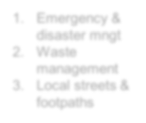 1. Emergency &
disaster mngt
2. Waste
management
3. Local streets &
footpaths